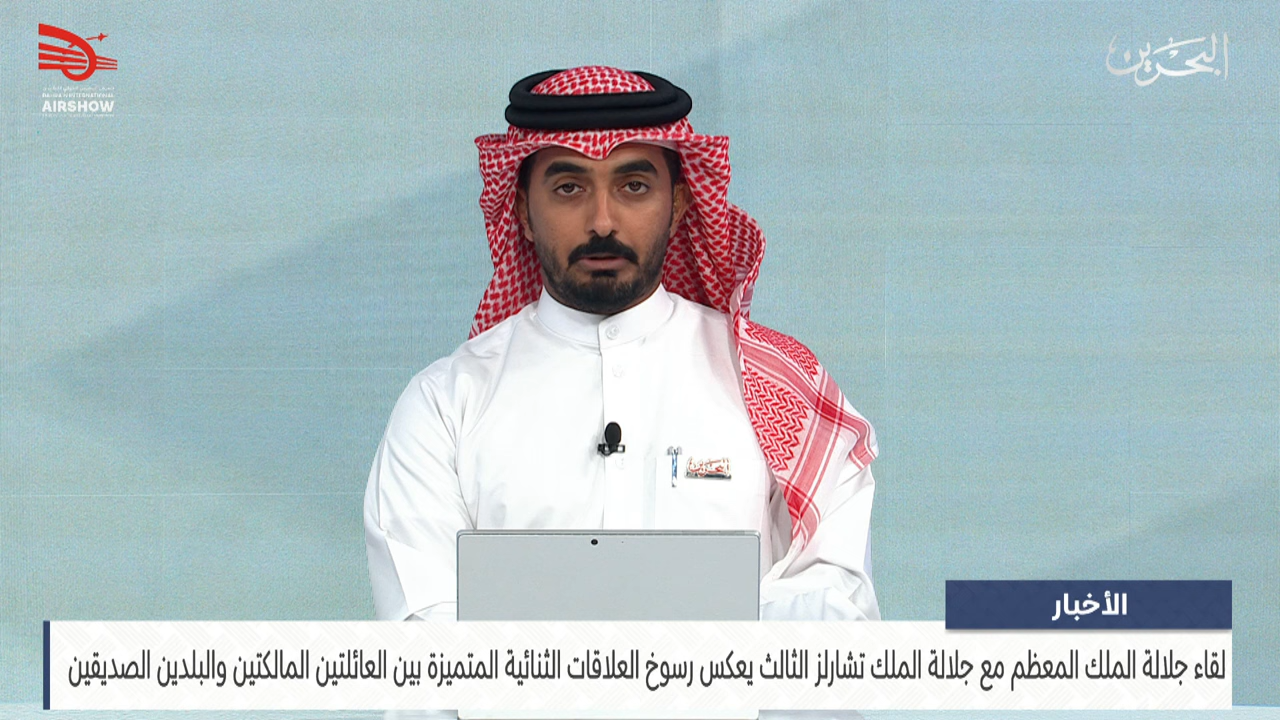 البحرين
AIRSHOW
البحرين
الأخبار
لقاء جلالة الملك المعظم مع جلالة الملك تشارلز الثالث يعكس رسوخ العلاقات الثنائية المتميزة بين العائلتين المالكتين والبلدين الصديقين